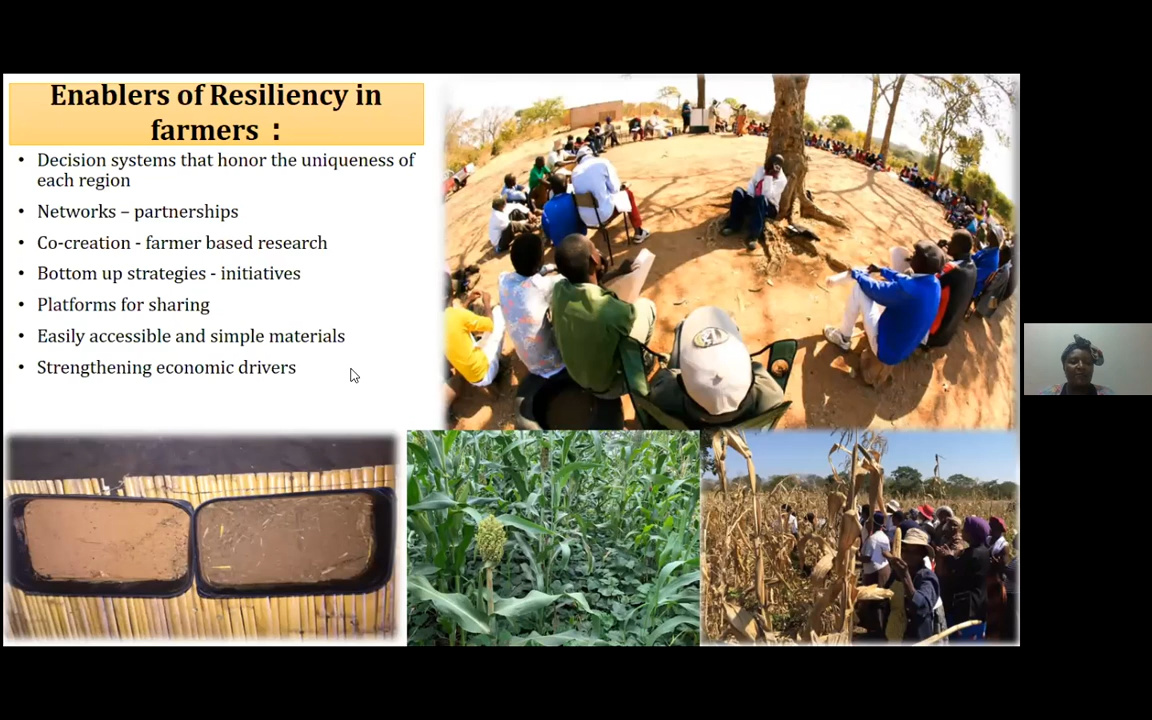 Enablers of Resiliency in
farmers :
• Decision systems that honor the uniqueness of
each region
• Networks – partnerships
• Co-creation - farmer based research
• Bottom up strategies - initiatives
• Platforms for sharing
• Easily accessible and simple materials
• Strengthening economic drivers